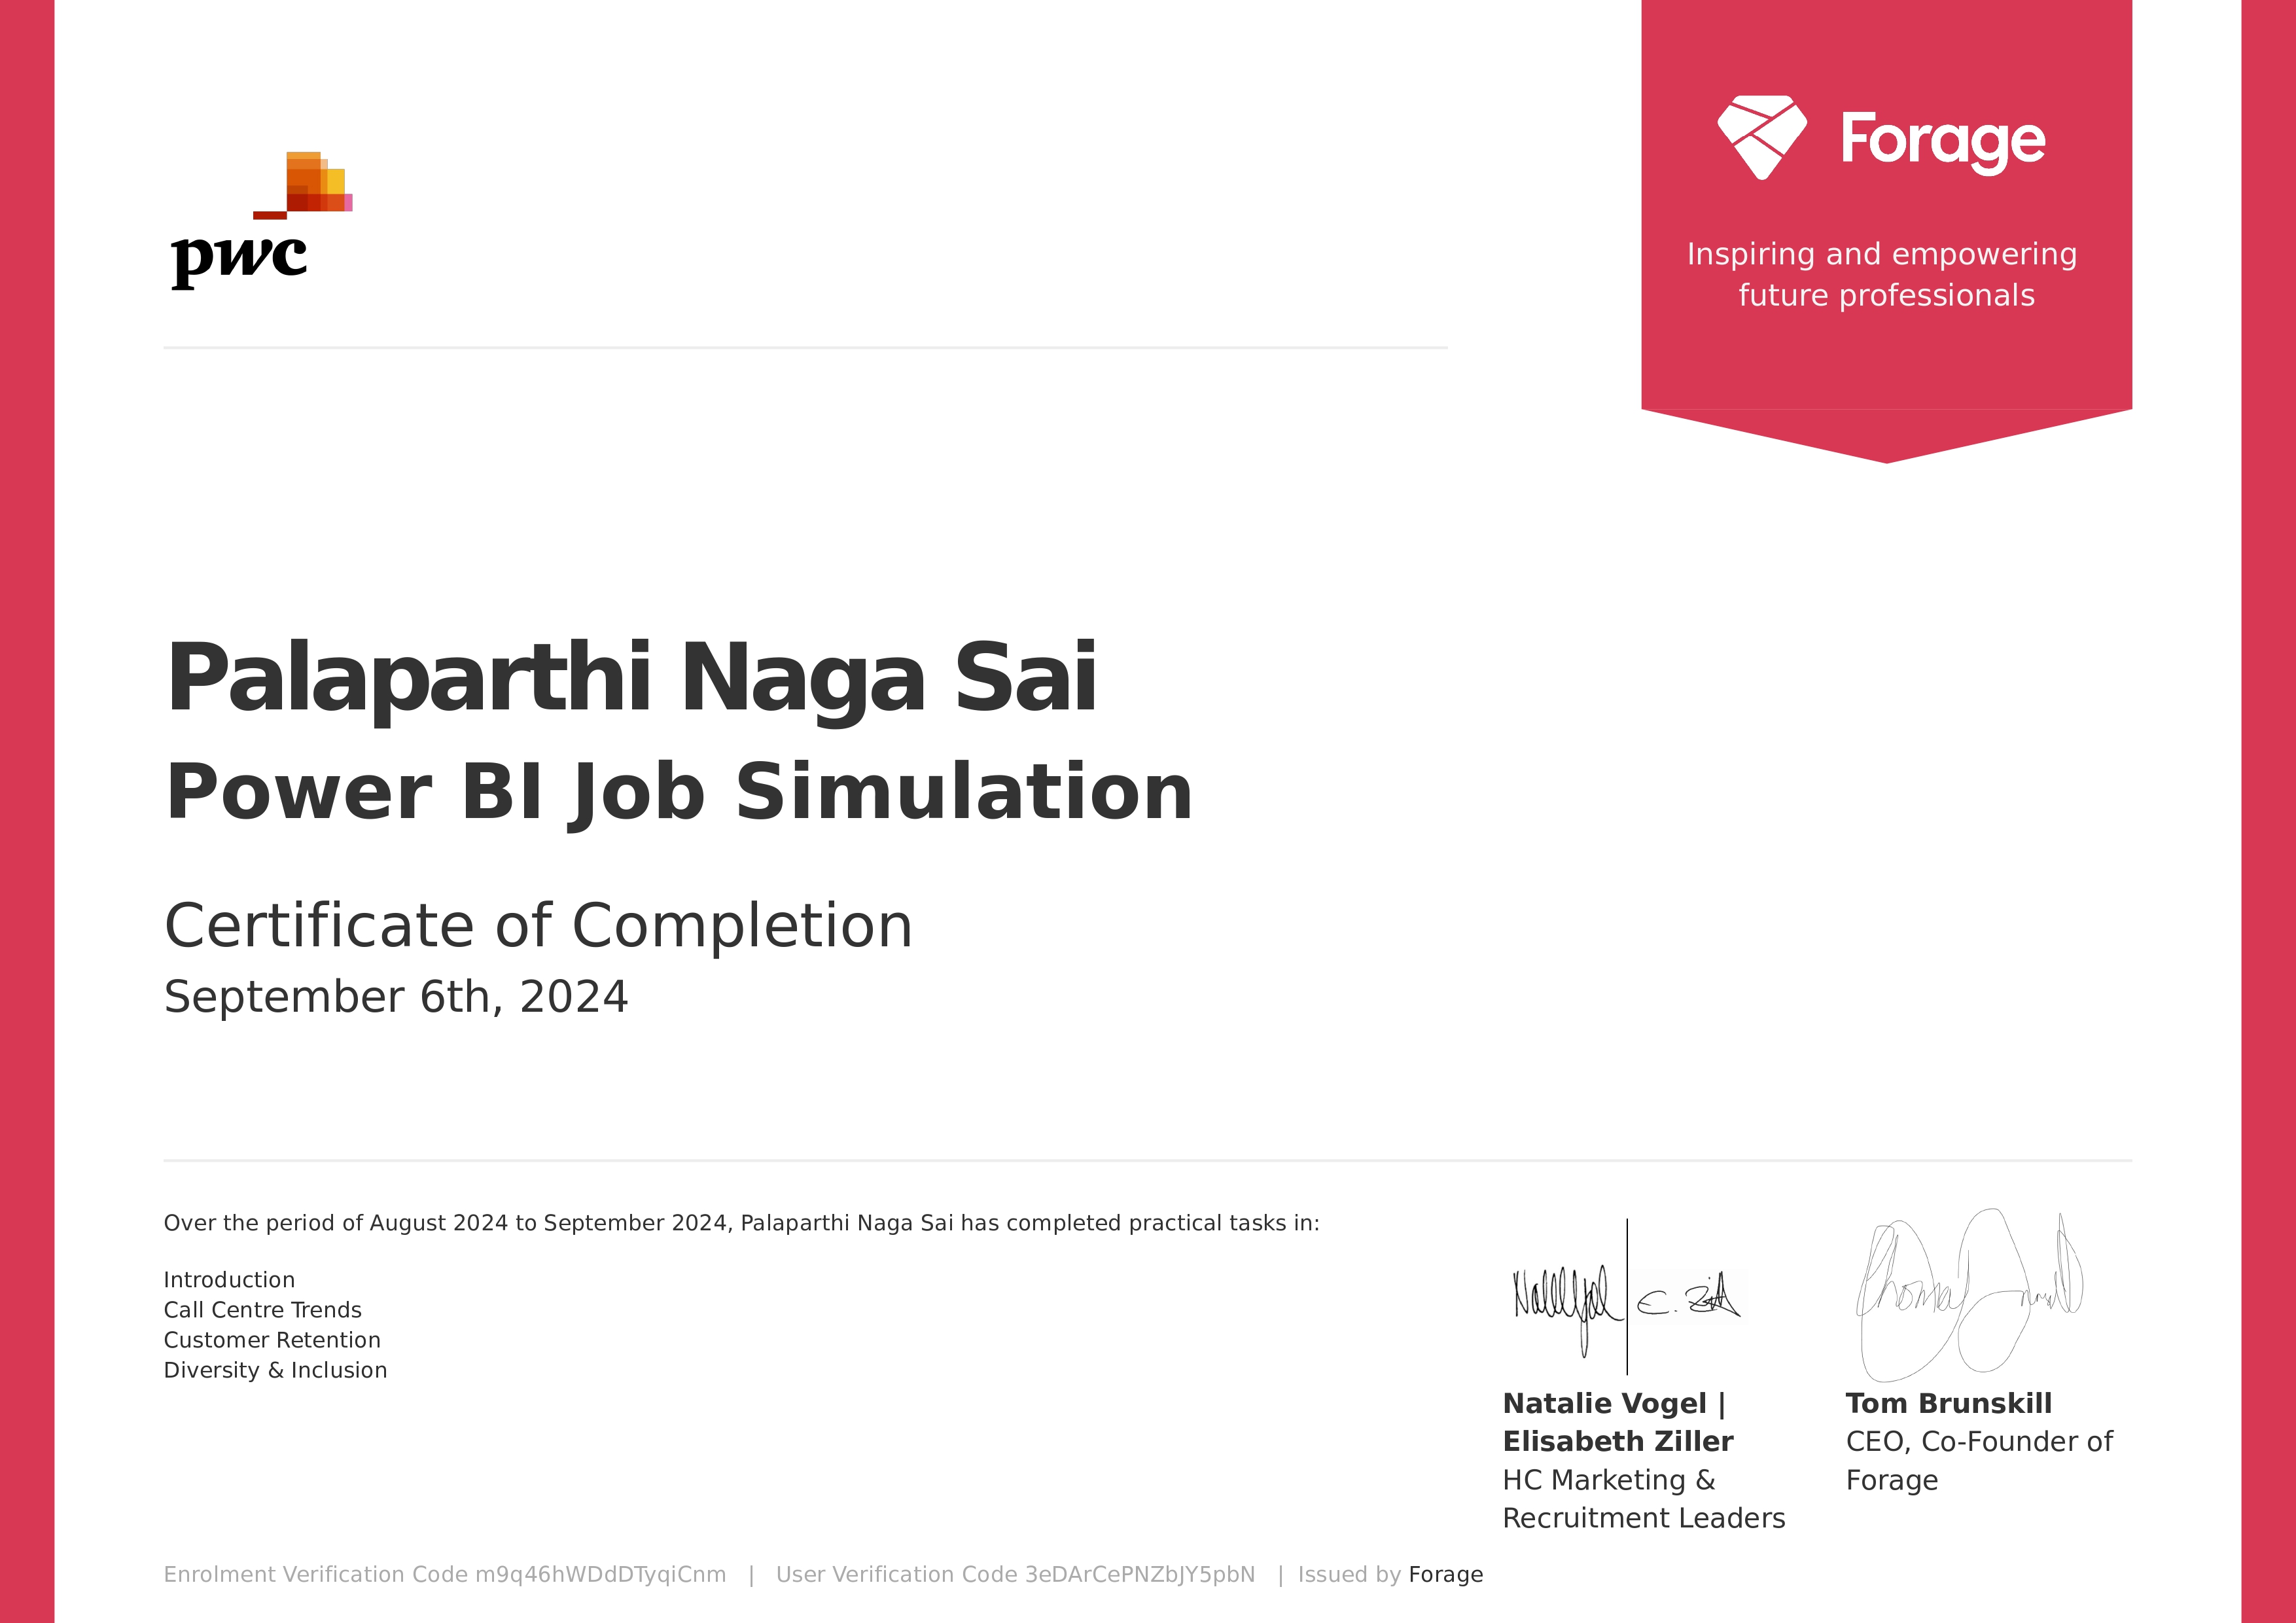 pwc
Forage
Inspiring and empowering
future professionals
Palaparthi Naga Sai
Power BI Job Simulation
Certificate of Completion
September 6th, 2024
Over the period of August 2024 to September 2024, Palaparthi Naga Sai has completed practical tasks in:
Introduction
Call Centre Trends
Customer Retention
Diversity & Inclusion
Natalie Vogel |
Elisabeth Ziller
HC Marketing &
Recruitment Leaders
Tom Brunskill
CEO, Co-Founder of
Forage
Enrolment Verification Code m9q46hWDdDTyqiCnm | User Verification Code 3eDArCePNZbJY5pbN | Issued by Forage